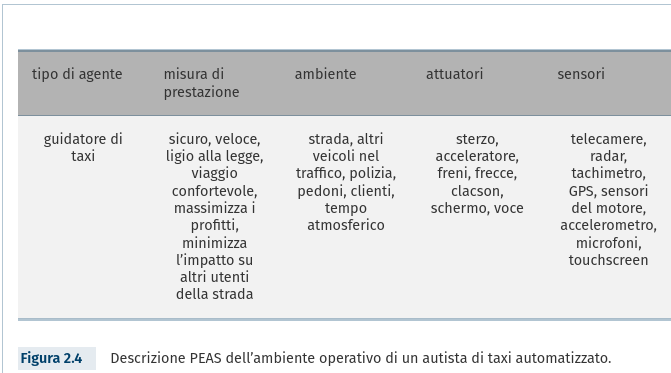 tipo di agente
misura di
prestazione
ambiente
attuatori
sensori
guidatore di
taxi
sicuro, veloce,
ligio alla legge,
viaggio
confortevole,
massimizza i
profitti,
minimizza
l’impatto su
altri utenti
della strada
strada, altri
veicoli nel
traffico, polizia,
pedoni, clienti,
tempo
atmosferico
sterzo,
acceleratore,
freni, frecce,
clacson,
schermo, voce
telecamere,
radar,
tachimetro,
GPS, sensori
del motore,
accelerometro,
microfoni,
touchscreen
Figura 2.4 Descrizione PEAS dell’ambiente operativo di un autista di taxi automatizzato.